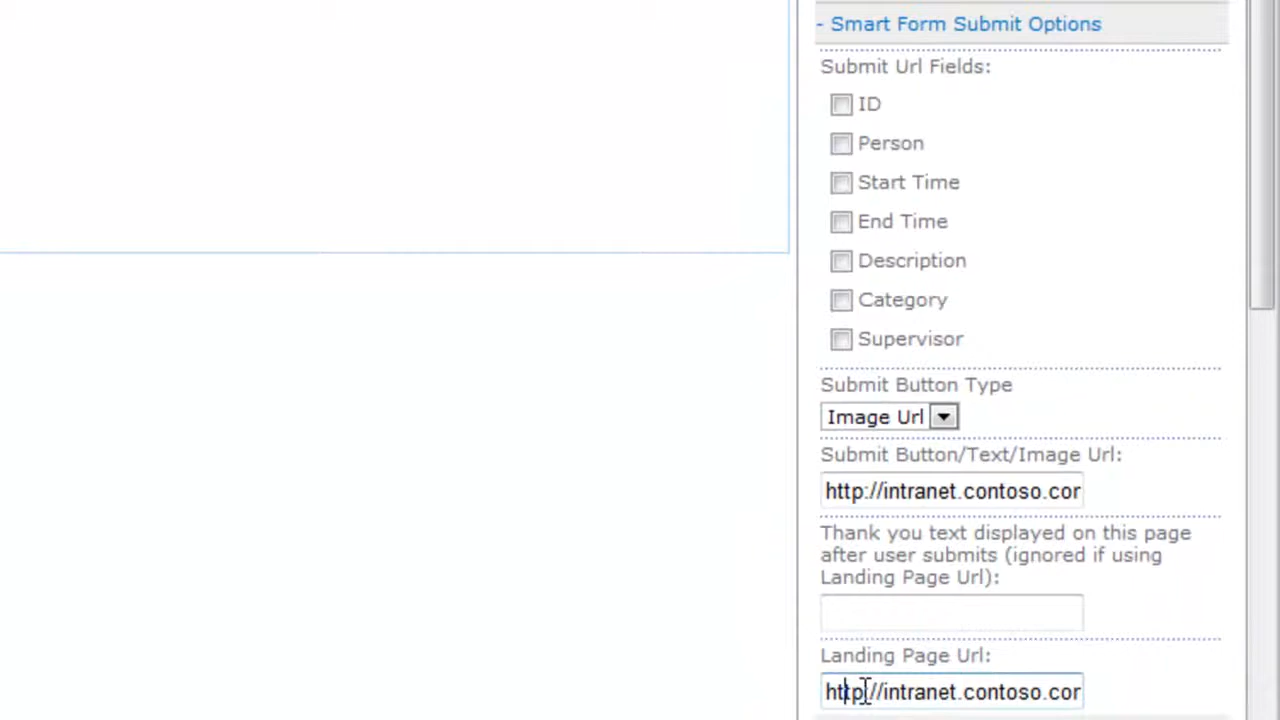 - Smart Form Submit Options
Submit Url Fields:
ID
Person
Start Time
End Time
Description
Category
Supervisor
Submit Button Type
Image Url
Submit Button/Text/Image Url:
http://intranet.contoso.cor
Thank you text displayed on this page
after user submits (ignored if using
Landing Page Url):
Landing Page Url:
http://intranet.contoso.cor